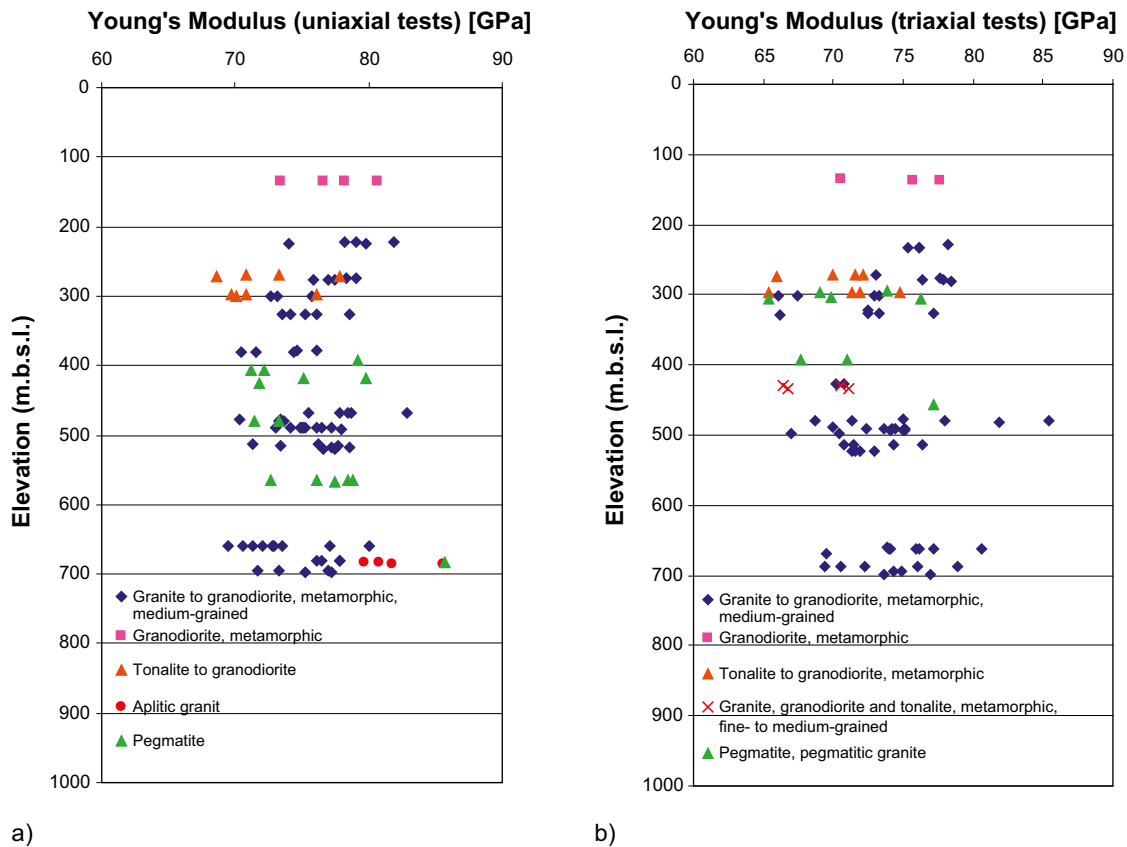 Young's Modulus (uniaxial tests) [GPa]
60 70 80 90
0
100
200
300
400
500
600
700
800
900
1000
Elevation (m.b.s.l.)
Granite to granodiorite, metamorphic,
medium-grained
Granodiorite, metamorphic
Tonalite to granodiorite
Aplitic granit
Pegmatite
a)
Young's Modulus (triaxial tests) [GPa]
60 65 70 75 80 85 90
0
100
200
300
400
500
600
700
800
900
1000
Elevation (m.b.s.l.)
Granite to granodiorite, metamorphic,
medium-grained
Granodiorite, metamorphic
Tonalite to granodiorite, metamorphic
Granite, granodiorite and tonalite, metamorphic,
fine- to medium-grained
Pegmatite, pegmatitic granite
b)